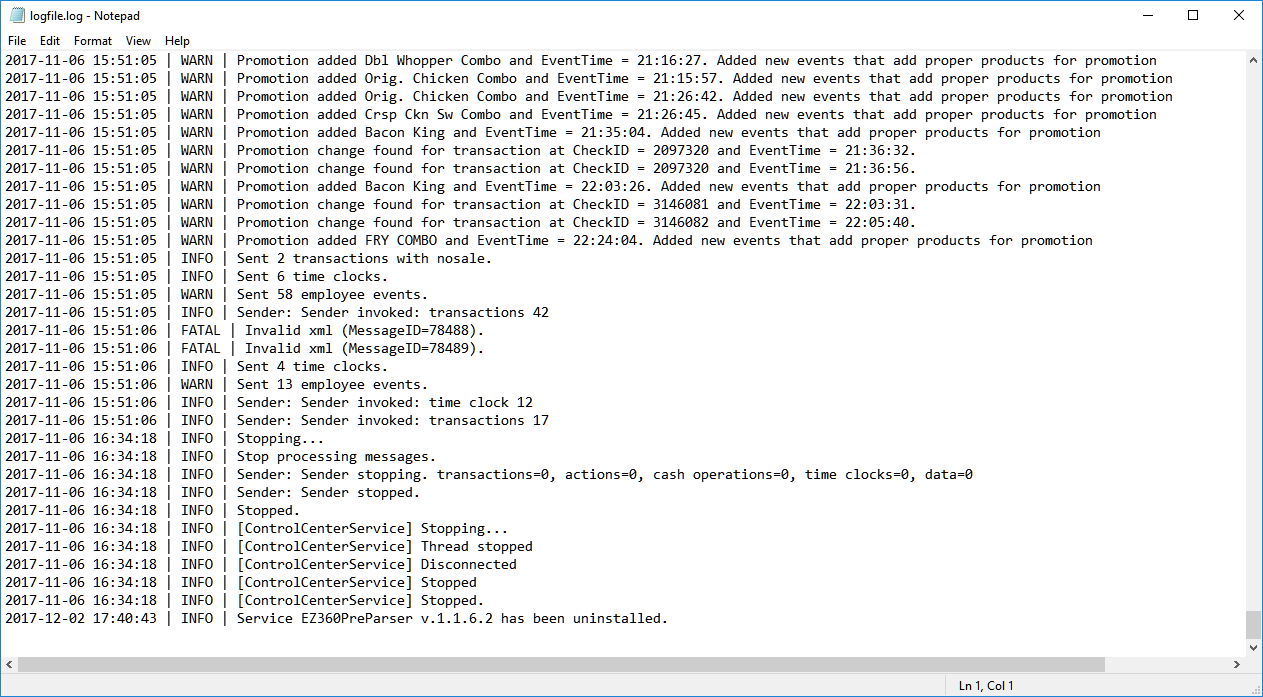 logfile.log - Notepad
File Edit Format View Help
2017-11-06 15:51:05 | WARN | Promotion added Dbl Whopper Combo and EventTime = 21:16:27. Added new events that add proper products for promotion
2017-11-06 15:51:05 | WARN | Promotion added Orig. Chicken Combo and EventTime = 21:15:57. Added new events that add proper products for promotion
2017-11-06 15:51:05 | WARN | Promotion added Orig. Chicken Combo and EventTime = 21:26:42. Added new events that add proper products for promotion
2017-11-06 15:51:05 | WARN | Promotion added Crsp Ckn Sw Combo and EventTime = 21:26:45. Added new events that add proper products for promotion
2017-11-06 15:51:05 | WARN | Promotion added Bacon King and EventTime = 21:35:04. Added new events that add proper products for promotion
2017-11-06 15:51:05 | WARN | Promotion change found for transaction at CheckID = 2097320 and EventTime = 21:36:32.
2017-11-06 15:51:05 | WARN | Promotion change found for transaction at CheckID = 2097320 and EventTime = 21:36:56.
2017-11-06 15:51:05 | WARN | Promotion added Bacon King and EventTime = 22:03:26. Added new events that add proper products for promotion
2017-11-06 15:51:05 | WARN | Promotion change found for transaction at CheckID = 3146081 and EventTime = 22:03:31.
2017-11-06 15:51:05 | WARN | Promotion change found for transaction at CheckID = 3146082 and EventTime = 22:05:40.
2017-11-06 15:51:05 | WARN | Promotion added FRY COMBO and EventTime = 22:24:04. Added new events that add proper products for promotion
2017-11-06 15:51:05 | INFO | Sent 2 transactions with nosale.
2017-11-06 15:51:05 | INFO | Sent 6 time clocks.
2017-11-06 15:51:05 | WARN | Sent 58 employee events.
2017-11-06 15:51:05 | INFO | Sender: Sender invoked: transactions 42
2017-11-06 15:51:06 | FATAL | Invalid xml (MessageID=78488).
2017-11-06 15:51:06 | FATAL | Invalid xml (MessageID=78489).
2017-11-06 15:51:06 | INFO | Sent 4 time clocks.
2017-11-06 15:51:06 | WARN | Sent 13 employee events.
2017-11-06 15:51:06 | INFO | Sender: Sender invoked: time clock 12
2017-11-06 15:51:06 | INFO | Sender: Sender invoked: transactions 17
2017-11-06 16:34:18 | INFO | Stopping...
2017-11-06 16:34:18 | INFO | Stop processing messages.
2017-11-06 16:34:18 | INFO | Sender: Sender stopping. transactions=0, actions=0, cash operations=0, time clocks=0, data=0
2017-11-06 16:34:18 | INFO | Sender: Sender stopped.
2017-11-06 16:34:18 | INFO | Stopped.
2017-11-06 16:34:18 | INFO | [ControlCenterService] Stopping...
2017-11-06 16:34:18 | INFO | [ControlCenterService] Thread stopped
2017-11-06 16:34:18 | INFO | [ControlCenterService] Disconnected
2017-11-06 16:34:18 | INFO | [ControlCenterService] Stopped
2017-11-06 16:34:18 | INFO | [ControlCenterService] Stopped.
2017-12-02 17:40:43 | INFO | Service EZ360PreParser v.1.1.6.2 has been uninstalled.
Ln 1, Col 1